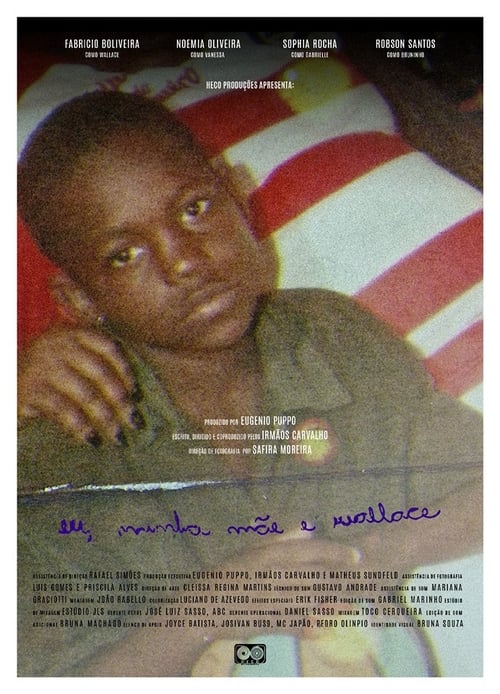 FABRICIO BOLIVEIRA NOEMIA OLIVEIRA SOPHIA ROCHA ROBSON SANTOS
COMO WALLACE COMO VANESSA COMO GABRIELLE COMO BRUNINHO
HECO PRODUÇÕES APRESENTA:
PRODUZIDO POR EUGENIO PUPPO
ESCRITO, DIRIGIDO E COPRODUZIDO PELOS IRMÃOS CARVALHO
DIREÇÃO DE FOTOGRAFIA POR SAFIRA MOREIRA
eu, minha mãe e wallace
ASSISTÊNCIA DE DIREÇÃO RAFAEL SIMÕES PRODUÇÃO EXECUTIVA EUGENIO PUPPO, IRMÃOS CARVALHO E MATHEUS SUNDFELD ASSISTÊNCIA DE FOTOGRAFIA
LUIS GOMES E PRISCILA ALVES DIREÇÃO DE ARTE CLEISSA REGINA MARTINS TÉCNICO DE SOM GUSTAVO ANDRADE ASSISTÊNCIA DE SOM MARIANA
GRACIOTTI MONTAGEM JOÃO RABELLO COLORIZAÇÃO LUCIANO DE AZEVEDO EFEITOS ESPECIAIS ERIK FISHER EDIÇÃO DE SOM GABRIEL MARINHO ESTÚDIO
DE MIXAGEM ESTUDIO JLS JOSÉ LUIZ SASSO, ABC GERENTE OPERACIONAL DANIEL SASSO MIXAGEM TOCO CERQUEIRA EDIÇÃO DE SOM
ADICIONAL BRUNA MACHADO ELENCO DE APOIO JOYCE BATISTA, JOSIVAN BUSS, MC JAPÃO, PEDRO OLINPIO IDENTIDADE VISUAL BRUNA SOUZA
HECO